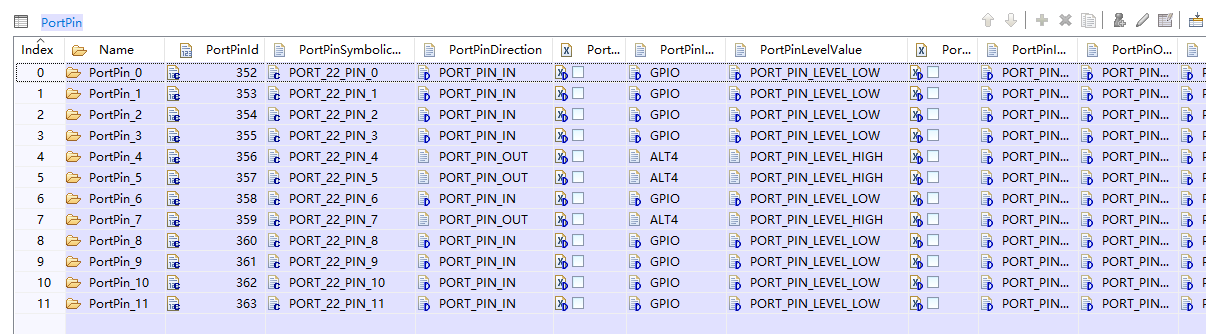 PortPin
Index Name PortPinId PortPinSymbolic... PortPinDirection Port... PortPinI... PortPinLevelValue Por... PortPinI... PortPinO...
0 PortPin_0 352 PORT_22_PIN_0 PORT_PIN_IN GPIO PORT_PIN_LEVEL_LOW PORT_PIN... PORT_PIN...
1 PortPin_1 353 PORT_22_PIN_1 PORT_PIN_IN GPIO PORT_PIN_LEVEL_LOW PORT_PIN... PORT_PIN...
2 PortPin_2 354 PORT_22_PIN_2 PORT_PIN_IN GPIO PORT_PIN_LEVEL_LOW PORT_PIN... PORT_PIN...
3 PortPin_3 355 PORT_22_PIN_3 PORT_PIN_IN GPIO PORT_PIN_LEVEL_LOW PORT_PIN... PORT_PIN...
4 PortPin_4 356 PORT_22_PIN_4 PORT_PIN_OUT ALT4 PORT_PIN_LEVEL_HIGH PORT_PIN... PORT_PIN...
5 PortPin_5 357 PORT_22_PIN_5 PORT_PIN_OUT ALT4 PORT_PIN_LEVEL_HIGH PORT_PIN... PORT_PIN...
6 PortPin_6 358 PORT_22_PIN_6 PORT_PIN_IN GPIO PORT_PIN_LEVEL_LOW PORT_PIN... PORT_PIN...
7 PortPin_7 359 PORT_22_PIN_7 PORT_PIN_OUT ALT4 PORT_PIN_LEVEL_HIGH PORT_PIN... PORT_PIN...
8 PortPin_8 360 PORT_22_PIN_8 PORT_PIN_IN GPIO PORT_PIN_LEVEL_LOW PORT_PIN... PORT_PIN...
9 PortPin_9 361 PORT_22_PIN_9 PORT_PIN_IN GPIO PORT_PIN_LEVEL_LOW PORT_PIN... PORT_PIN...
10 PortPin_10 362 PORT_22_PIN_10 PORT_PIN_IN GPIO PORT_PIN_LEVEL_LOW PORT_PIN... PORT_PIN...
11 PortPin_11 363 PORT_22_PIN_11 PORT_PIN_IN GPIO PORT_PIN_LEVEL_LOW PORT_PIN... PORT_PIN...